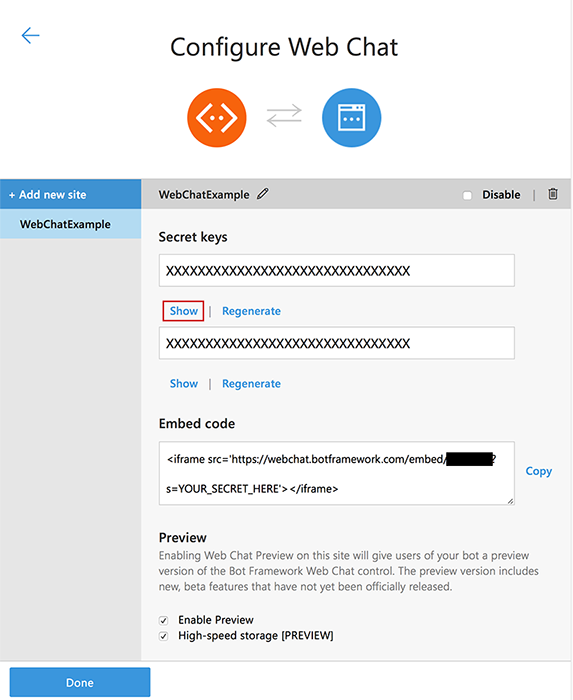 Configure Web Chat
+ Add new site
WebChatExample
WebChatExample
Disable
Secret keys
XXXXXXXXXXXXXXXXXXXXXXXXXXXXXXXX
Show | Regenerate
XXXXXXXXXXXXXXXXXXXXXXXXXXXXXXXX
Show | Regenerate
Embed code
<iframe src='https://webchat.botframework.com/embed/ ?
s=YOUR_SECRET_HERE'></iframe>
Copy
Preview
Enabling Web Chat Preview on this site will give users of your bot a preview
version of the Bot Framework Web Chat control. The preview version includes
new, beta features that have not yet been officially released.
Enable Preview
High-speed storage [PREVIEW]
Done